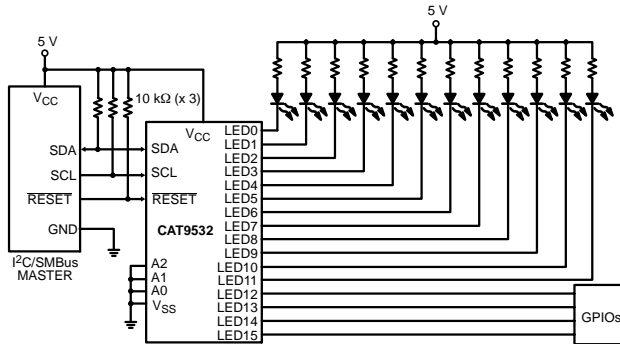 5 V
5 V
V_CC
10 kΩ (x 3)
V_CC
SDA
SCL
RESET
GND
I²C/SMBus
MASTER
SDA
SCL
RESET
CAT9532
A2
A1
A0
V_SS
LED0
LED1
LED2
LED3
LED4
LED5
LED6
LED7
LED8
LED9
LED10
LED11
LED12
LED13
LED14
LED15
GPIOs